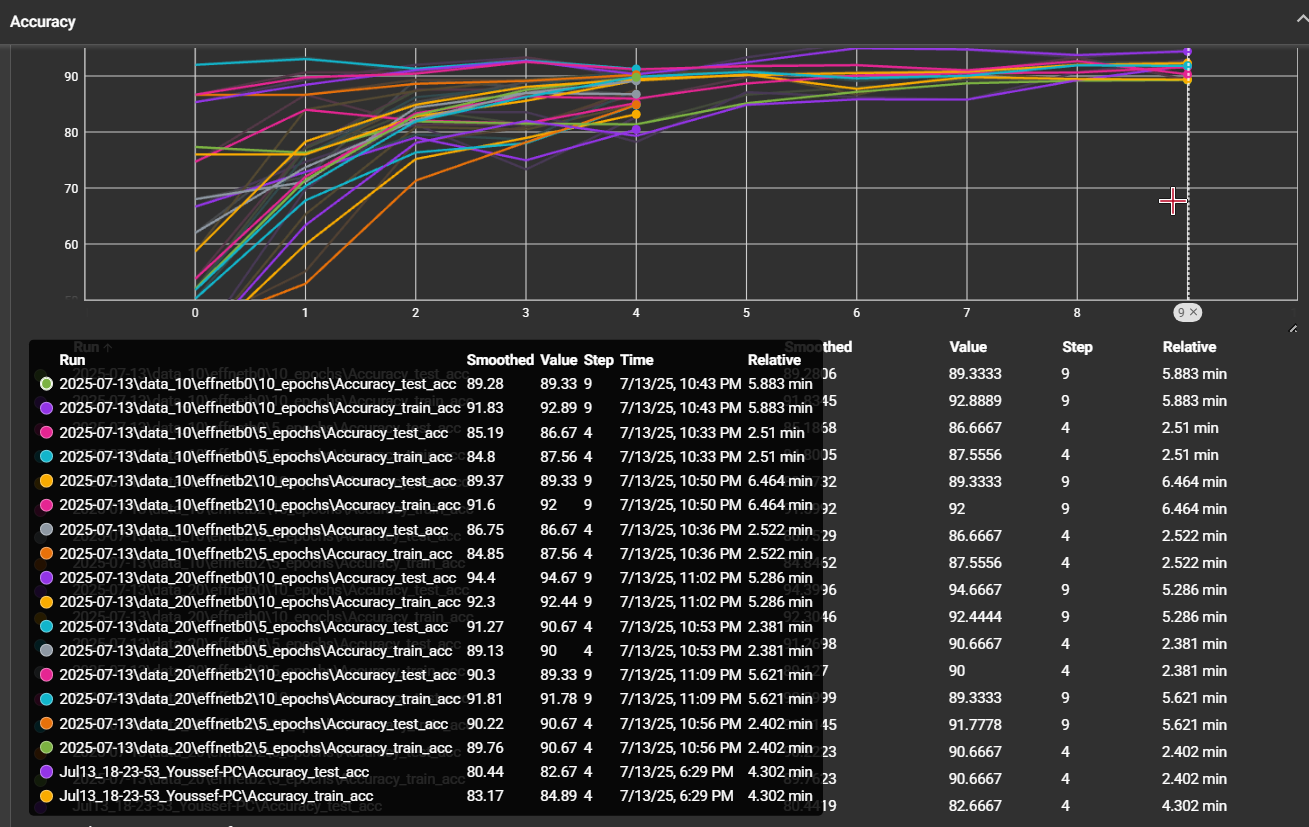 Accuracy
90
80
70
60
0 1 2 3 4 5 6 7 8 9 ×
Run Smoothed Value Step Relative
Run Smoothed Value Step Time Relative
2025-07-13\data_10\effnetb0\10_epochs\Accuracy_test_acc 89.28 89.33 9 7/13/25, 10:43 PM 5.883 min
89.3333 9 5.883 min
2025-07-13\data_10\effnetb0\10_epochs\Accuracy_train_acc 91.83 92.89 9 7/13/25, 10:43 PM 5.883 min
92.8889 9 5.883 min
2025-07-13\data_10\effnetb0\5_epochs\Accuracy_test_acc 85.19 86.67 4 7/13/25, 10:33 PM 2.51 min
86.6667 4 2.51 min
2025-07-13\data_10\effnetb0\5_epochs\Accuracy_train_acc 84.8 87.56 4 7/13/25, 10:33 PM 2.51 min
87.5556 4 2.51 min
2025-07-13\data_10\effnetb2\10_epochs\Accuracy_test_acc 89.37 89.33 9 7/13/25, 10:50 PM 6.464 min
89.3333 9 6.464 min
2025-07-13\data_10\effnetb2\10_epochs\Accuracy_train_acc 91.6 92 9 7/13/25, 10:50 PM 6.464 min
92 9 6.464 min
2025-07-13\data_10\effnetb2\5_epochs\Accuracy_test_acc 86.75 86.67 4 7/13/25, 10:36 PM 2.522 min
86.6667 4 2.522 min
2025-07-13\data_10\effnetb2\5_epochs\Accuracy_train_acc 84.85 87.56 4 7/13/25, 10:36 PM 2.522 min
87.5556 4 2.522 min
2025-07-13\data_20\effnetb0\10_epochs\Accuracy_test_acc 94.4 94.67 9 7/13/25, 11:02 PM 5.286 min
94.6667 9 5.286 min
2025-07-13\data_20\effnetb0\10_epochs\Accuracy_train_acc 92.3 92.44 9 7/13/25, 11:02 PM 5.286 min
92.4444 9 5.286 min
2025-07-13\data_20\effnetb0\5_epochs\Accuracy_test_acc 91.27 90.67 4 7/13/25, 10:53 PM 2.381 min
90.6667 4 2.381 min
2025-07-13\data_20\effnetb0\5_epochs\Accuracy_train_acc 89.13 90 4 7/13/25, 10:53 PM 2.381 min
90 4 2.381 min
2025-07-13\data_20\effnetb2\10_epochs\Accuracy_test_acc 90.3 89.33 9 7/13/25, 11:09 PM 5.621 min
89.3333 9 5.621 min
2025-07-13\data_20\effnetb2\10_epochs\Accuracy_train_acc 91.81 91.78 9 7/13/25, 11:09 PM 5.621 min
91.7778 9 5.621 min
2025-07-13\data_20\effnetb2\5_epochs\Accuracy_test_acc 90.22 90.67 4 7/13/25, 10:56 PM 2.402 min
90.6667 4 2.402 min
2025-07-13\data_20\effnetb2\5_epochs\Accuracy_train_acc 89.76 90.67 4 7/13/25, 10:56 PM 2.402 min
90.6667 4 2.402 min
Jul13_18-23-53_Youssef-PC\Accuracy_test_acc 80.44 82.67 4 7/13/25, 6:29 PM 4.302 min
82.6667 4 4.302 min
Jul13_18-23-53_Youssef-PC\Accuracy_train_acc 83.17 84.89 4 7/13/25, 6:29 PM 4.302 min